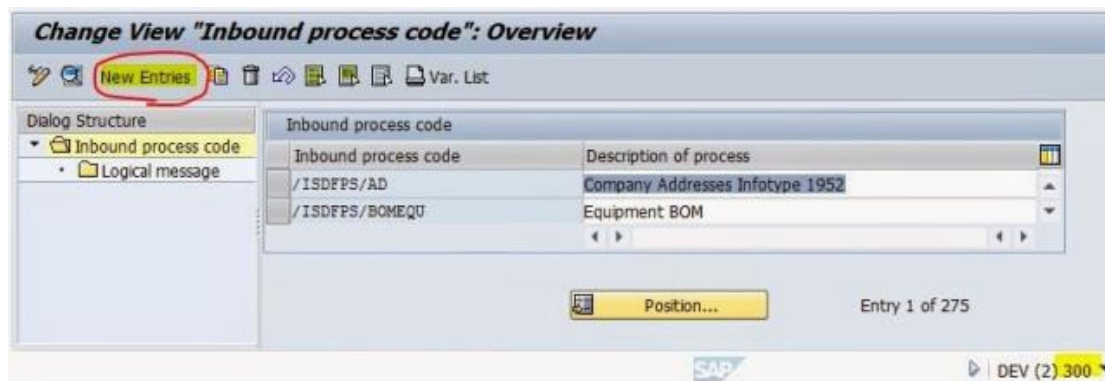 Change View "Inbound process code": Overview
New Entries Var. List
Dialog Structure
Inbound process code
Logical message
Inbound process code
Inbound process code Description of process
/ISDFPS/AD Company Addresses Infotype 1952
/ISDFPS/BOMEQU Equipment BOM
Position... Entry 1 of 275
SAP DEV (2) 300